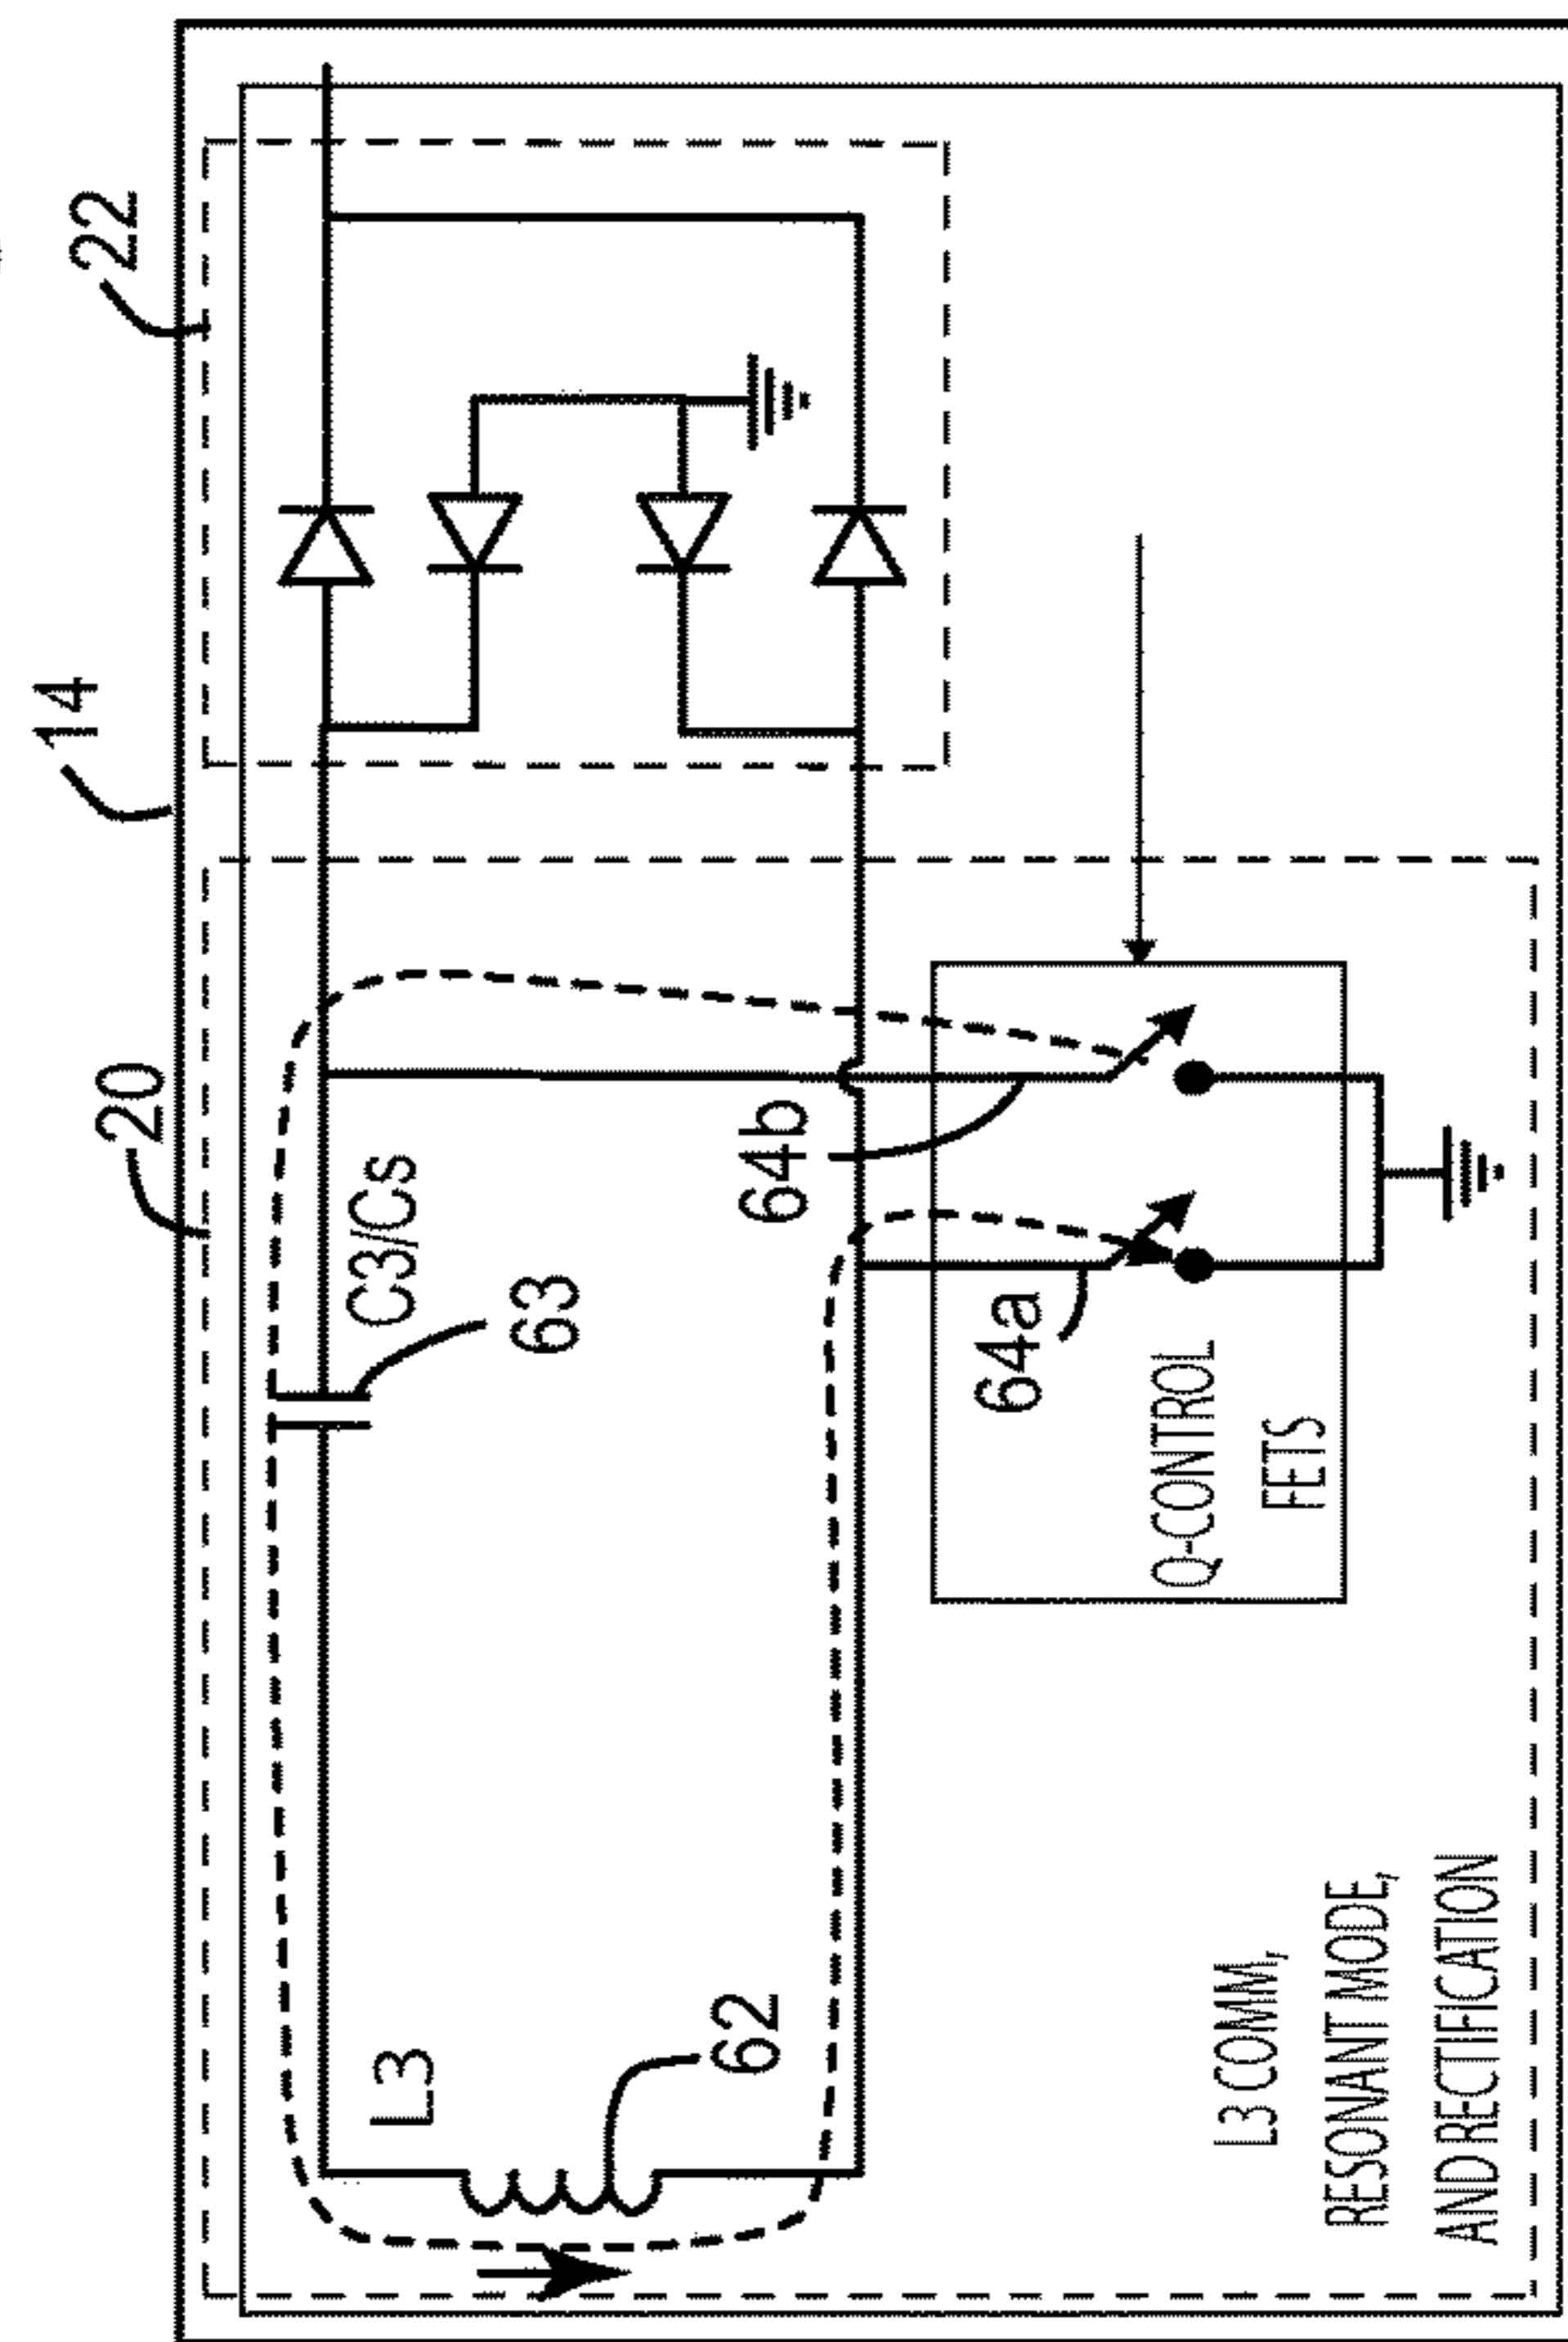 14
22
20
L3
62
C3/Cs
63
64b
64a
Q-CONTROL
FETS
L3 COMM,
RESONANT MODE,
AND RECTIFICATION